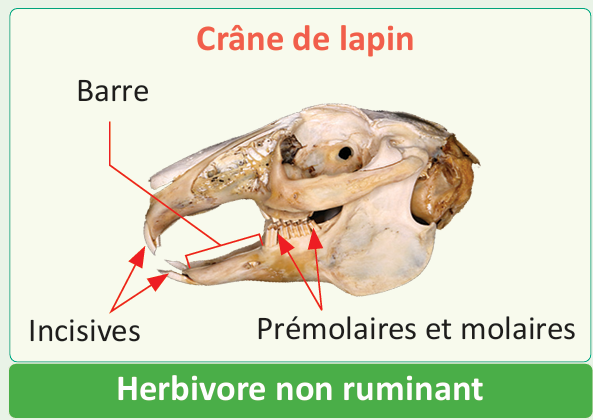 Crâne de lapin
Barre
Incisives
Prémolaires et molaires
Herbivore non ruminant